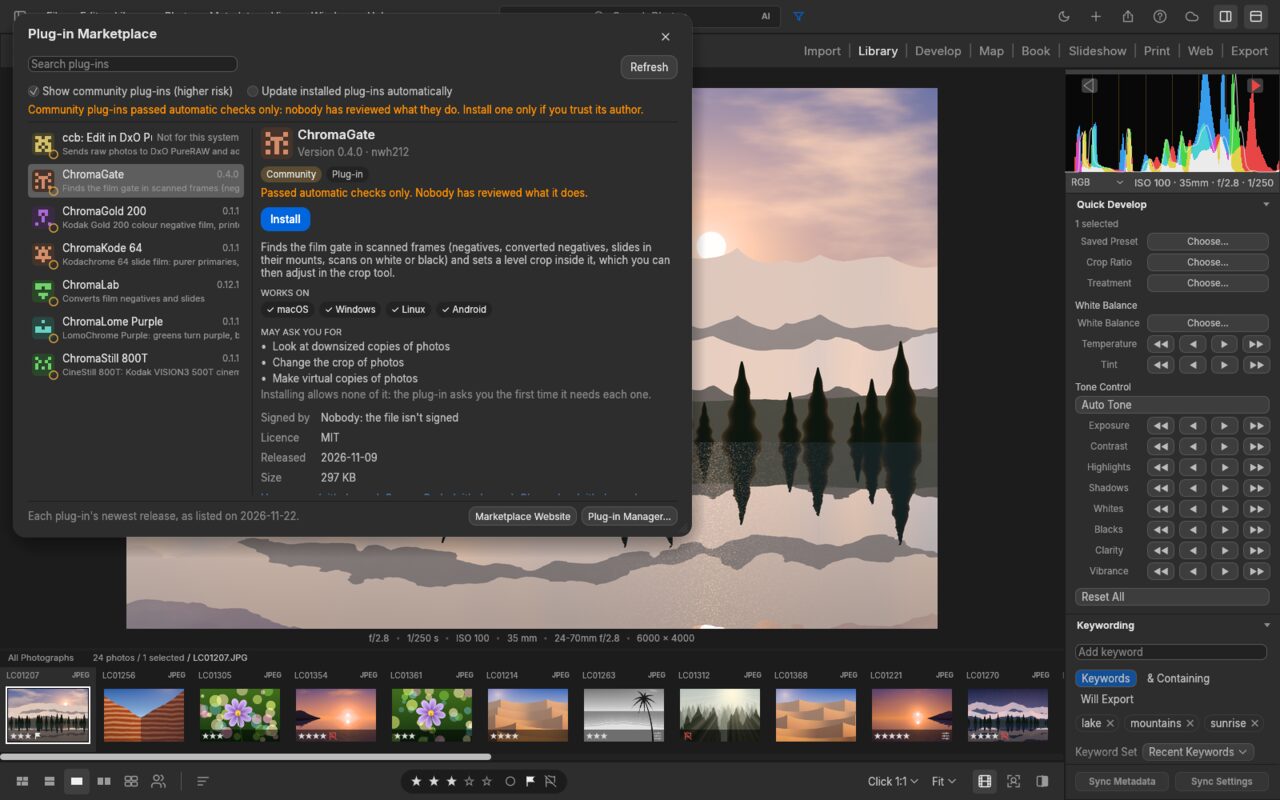 Plug-in Marketplace
AI
Search plug-ins
Refresh
Show community plug-ins (higher risk)
Update installed plug-ins automatically
Community plug-ins passed automatic checks only: nobody has reviewed what they do. Install one only if you trust its author.
ccb: Edit in DxO P
Not for this system
Sends raw photos to DxO PureRAW and
ChromaGate
0.4.0
Finds the film gate in scanned frames (neg
ChromaGold 200
0.1.1
Kodak Gold 200 colour negative film, print
ChromaKode 64
0.1.1
Kodachrome 64 slide film: purer primaries,
ChromaLab
0.12.1
Converts film negatives and slides
ChromaLome Purple
0.1.1
LomoChrome Purple: greens turn purple, b
ChromaStill 800T
0.1.1
CineStill 800T: Kodak VISION3 500T cinem
ChromaGate
Version 0.4.0 · nwh212
Community
Plug-in
Passed automatic checks only. Nobody has reviewed what it does.
Install
Finds the film gate in scanned frames (negatives, converted negatives, slides in
their mounts, scans on white or black) and sets a level crop inside it, which you can
then adjust in the crop tool.
WORKS ON
✓ macOS
✓ Windows
✓ Linux
✓ Android
MAY ASK YOU FOR
• Look at downsized copies of photos
• Change the crop of photos
• Make virtual copies of photos
Installing allows none of it: the plug-in asks you the first time it needs each one.
Signed by Nobody: the file isn't signed
Licence MIT
Released 2026-11-09
Size 297 KB
Each plug-in's newest release, as listed on 2026-11-22.
Marketplace Website
Plug-in Manager...
Import | Library | Develop | Map | Book | Slideshow | Print | Web | Export
RGB
ISO 100 · 35mm · f/2.8 · 1/250
Quick Develop
1 selected
Saved Preset Choose...
Crop Ratio Choose...
Treatment Choose...
White Balance
White Balance Choose...
Temperature
Tint
Tone Control
Auto Tone
Exposure
Contrast
Highlights
Shadows
Whites
Blacks
Clarity
Vibrance
Reset All
Keywording
Add keyword
Keywords
& Containing
Will Export
lake
mountains
sunrise
Keyword Set Recent Keywords
Sync Metadata
Sync Settings
f/2.8 · 1/250 s · ISO 100 · 35 mm · 24-70mm f/2.8 · 6000 × 4000
All Photographs
24 photos / 1 selected / LC01207.JPG
LC01207 JPEG
LC01256 JPEG
LC01305 JPEG
LC01354 JPEG
LC01361 JPEG
LC01214 JPEG
LC01263 JPEG
LC01312 JPEG
LC01368 JPEG
LC01221 JPEG
LC01270 JPEG
Click 1:1
Fit